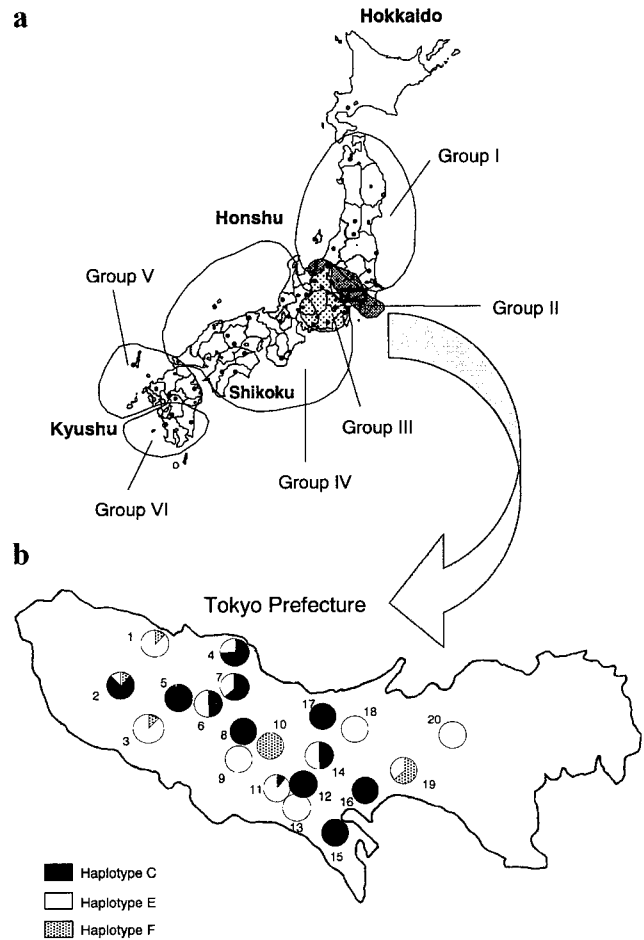 a
Hokkaido
Group I
Honshu
Group V
Group II
Shikoku
Kyushu
Group III
Group IV
Group VI
b
Tokyo Prefecture
1
4
2
5
7
17
18
20
6
10
3
8
14
9
19
11
12
16
13
15
Haplotype C
Haplotype E
Haplotype F